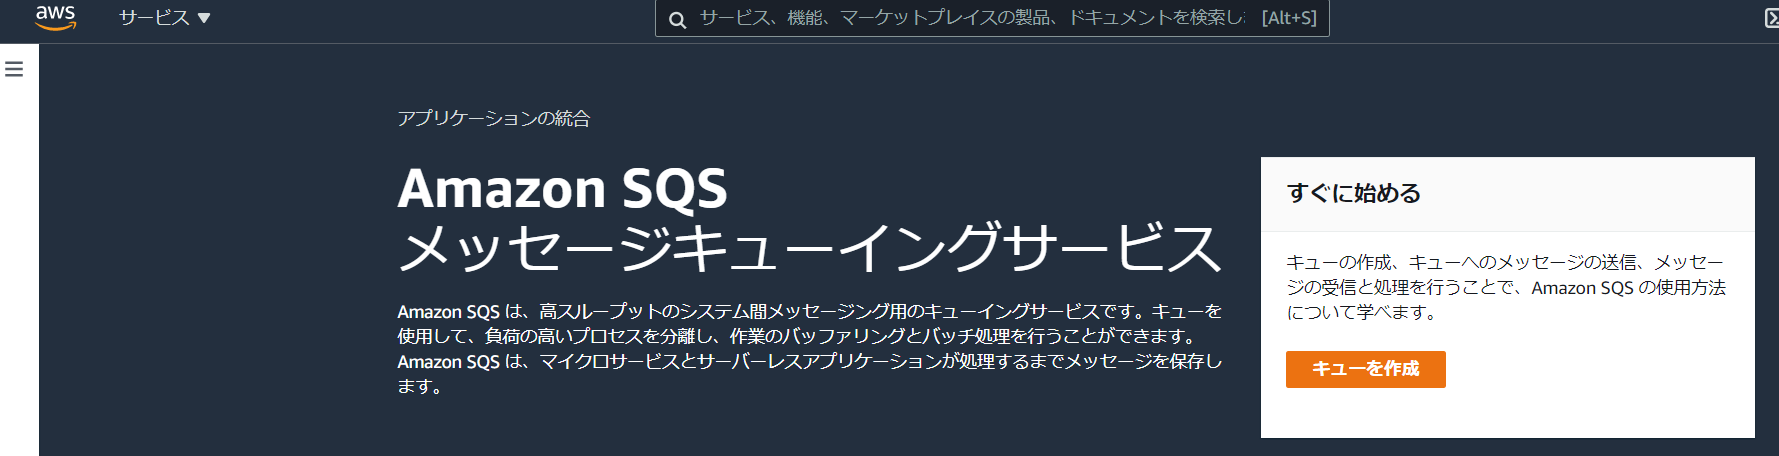 aws サービス ▼ サービス、機能、マーケットプレイスの製品、ドキュメントを検索し [Alt+S]
アプリケーションの統合
Amazon SQS
メッセージキューイングサービス
Amazon SQS は、高スループットのシステム間メッセージング用のキューイングサービスです。キューを
使用して、負荷の高いプロセスを分離し、作業のバッファリングとバッチ処理を行うことができます。
Amazon SQS は、マイクロサービスとサーバーレスアプリケーションが処理するまでメッセージを保存し
ます。
すぐに始める
キューの作成、キューへのメッセージの送信、メッセー
ジの受信と処理を行うことで、Amazon SQS の使用方法
について学べます。
キューを作成